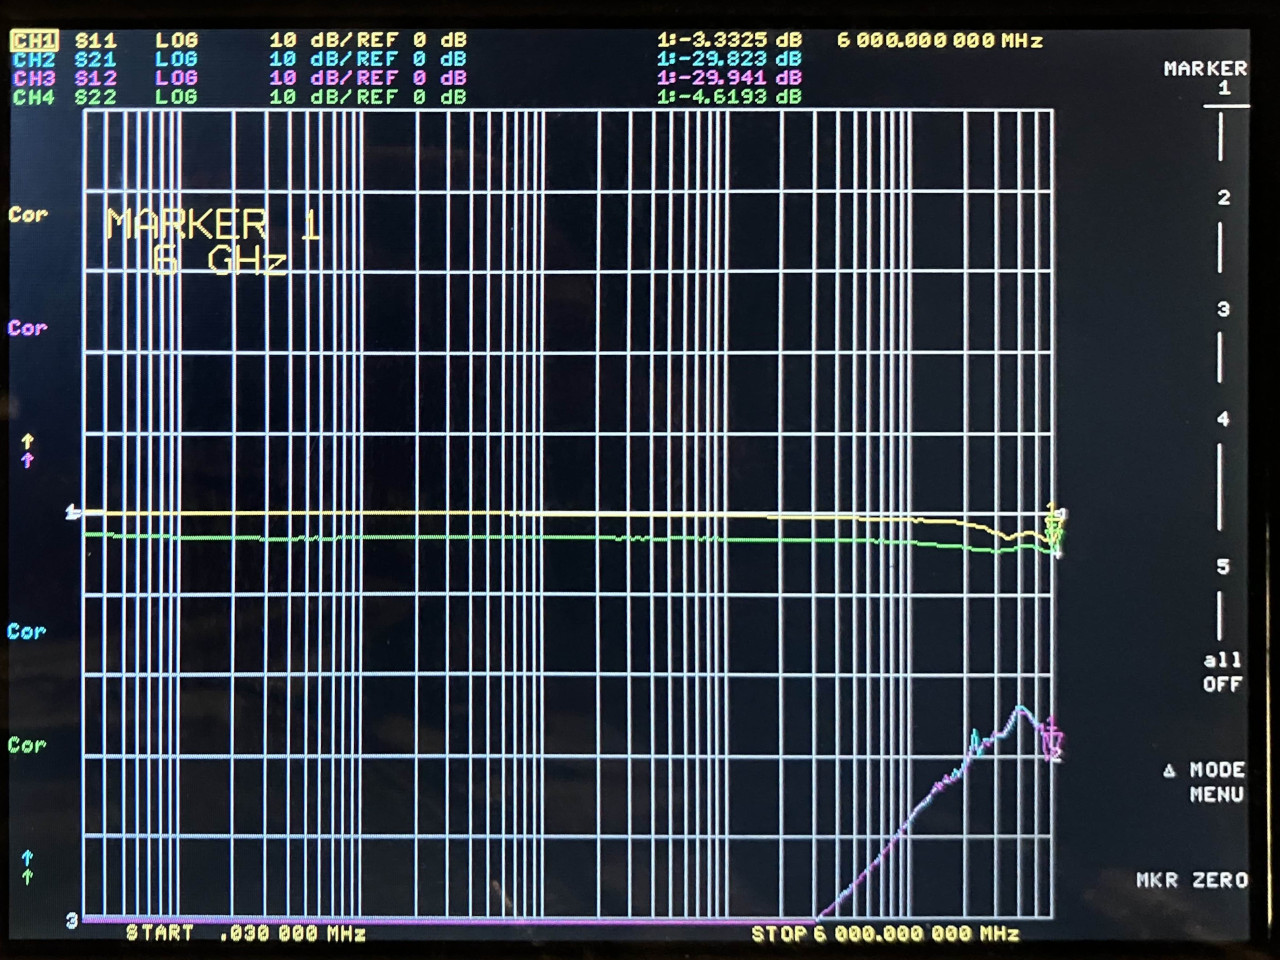 CH1 S11 LOG 10 dB/REF 0 dB 1:-3.3325 dB 6 000.000 000 MHz
CH2 S21 LOG 10 dB/REF 0 dB 1:-29.823 dB
CH3 S12 LOG 10 dB/REF 0 dB 1:-29.941 dB
CH4 S22 LOG 10 dB/REF 0 dB 1:-4.6193 dB
MARKER
1
2
Cor
MARKER 1
6 GHz
3
Cor
4
↑
↑
1
5
Cor
all
OFF
1
Cor
2
Δ MODE
MENU
↑
↑
MKR ZERO
3
START .030 000 MHz STOP 6 000.000 000 MHz